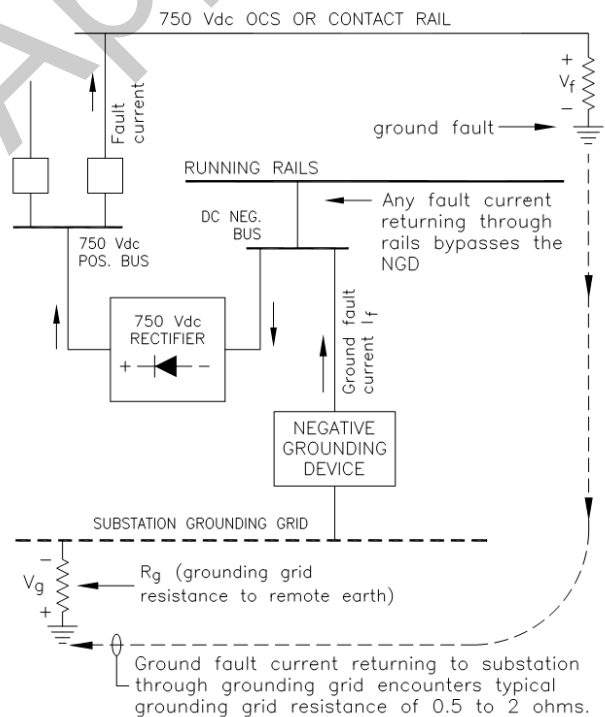 750 Vdc OCS OR CONTACT RAIL
+
Vf
−
ground fault
Fault
current
RUNNING RAILS
Any fault current
returning through
rails bypasses the
NGD
DC NEG.
BUS
750 Vdc
POS. BUS
750 Vdc
RECTIFIER
+ −
Ground fault
current If
NEGATIVE
GROUNDING
DEVICE
SUBSTATION GROUNDING GRID
−
Vg
+
Rg (grounding grid
resistance to remote earth)
Ground fault current returning to substation
through grounding grid encounters typical
grounding grid resistance of 0.5 to 2 ohms.